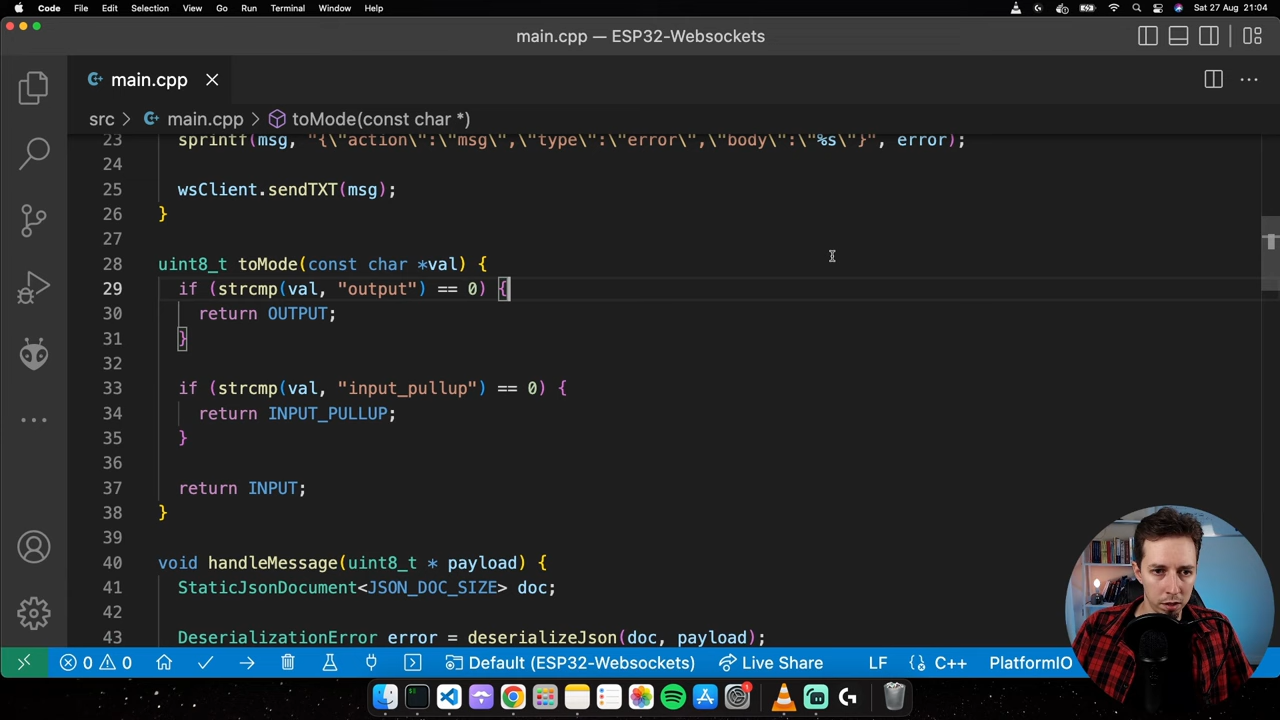 Code File Edit Selection View Go Run Terminal Window Help Sat 27 Aug 21:04
main.cpp — ESP32-Websockets
main.cpp
src > main.cpp > toMode(const char *)
23 sprintf(msg, "{\"action\":\"msg\",\"type\":\"error\",\"body\":\"%s\"}", error);
24
25 wsClient.sendTXT(msg);
26 }
27
28 uint8_t toMode(const char *val) {
29 if (strcmp(val, "output") == 0) {
30 return OUTPUT;
31 }
32
33 if (strcmp(val, "input_pullup") == 0) {
34 return INPUT_PULLUP;
35 }
36
37 return INPUT;
38 }
39
40 void handleMessage(uint8_t * payload) {
41 StaticJsonDocument<JSON_DOC_SIZE> doc;
42
43 DeserializationError error = deserializeJson(doc, payload);
0 0 Default (ESP32-Websockets) Live Share LF C++ PlatformIO